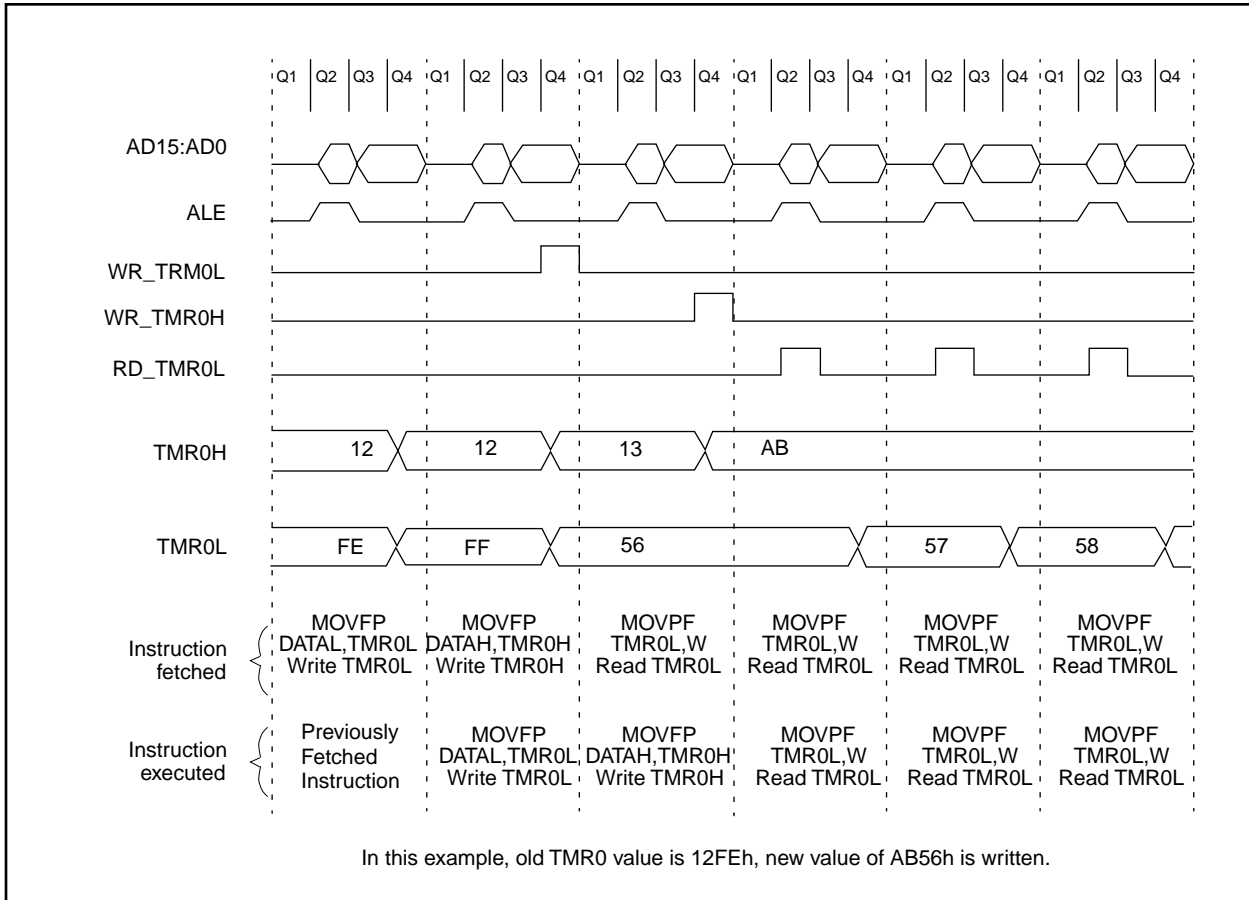 Q1 Q2 Q3 Q4 Q1 Q2 Q3 Q4 Q1 Q2 Q3 Q4 Q1 Q2 Q3 Q4 Q1 Q2 Q3 Q4 Q1 Q2 Q3 Q4
AD15:AD0
ALE
WR_TRM0L
WR_TMR0H
RD_TMR0L
TMR0H 12 12 13 AB
TMR0L FE FF 56 57 58
Instruction
fetched
MOVFP
DATAL,TMR0L
Write TMR0L
MOVFP
DATAH,TMR0H
Write TMR0H
MOVPF
TMR0L,W
Read TMR0L
MOVPF
TMR0L,W
Read TMR0L
MOVPF
TMR0L,W
Read TMR0L
MOVPF
TMR0L,W
Read TMR0L
Instruction
executed
Previously
Fetched
Instruction
MOVFP
DATAL,TMR0L
Write TMR0L
MOVFP
DATAH,TMR0H
Write TMR0H
MOVPF
TMR0L,W
Read TMR0L
MOVPF
TMR0L,W
Read TMR0L
MOVPF
TMR0L,W
Read TMR0L
In this example, old TMR0 value is 12FEh, new value of AB56h is written.